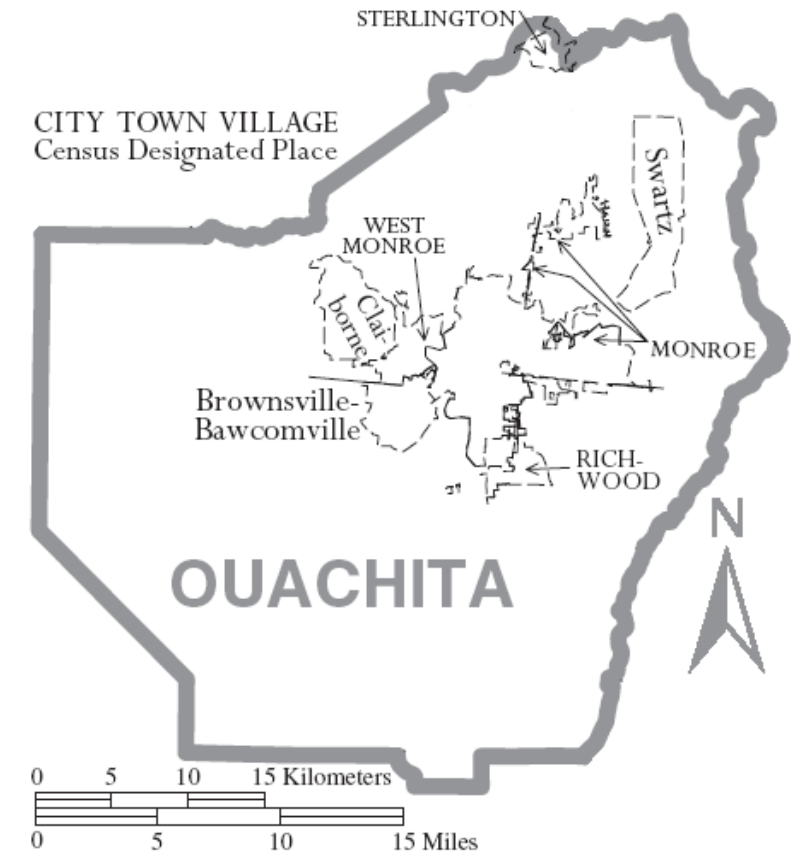 STERLINGTON
CITY TOWN VILLAGE
Census Designated Place
Swartz
WEST
MONROE
Clai-
borne
MONROE
Brownsville-
Bawcomville
RICH-
WOOD
N
OUACHITA
0 5 10 15 Kilometers
0 5 10 15 Miles